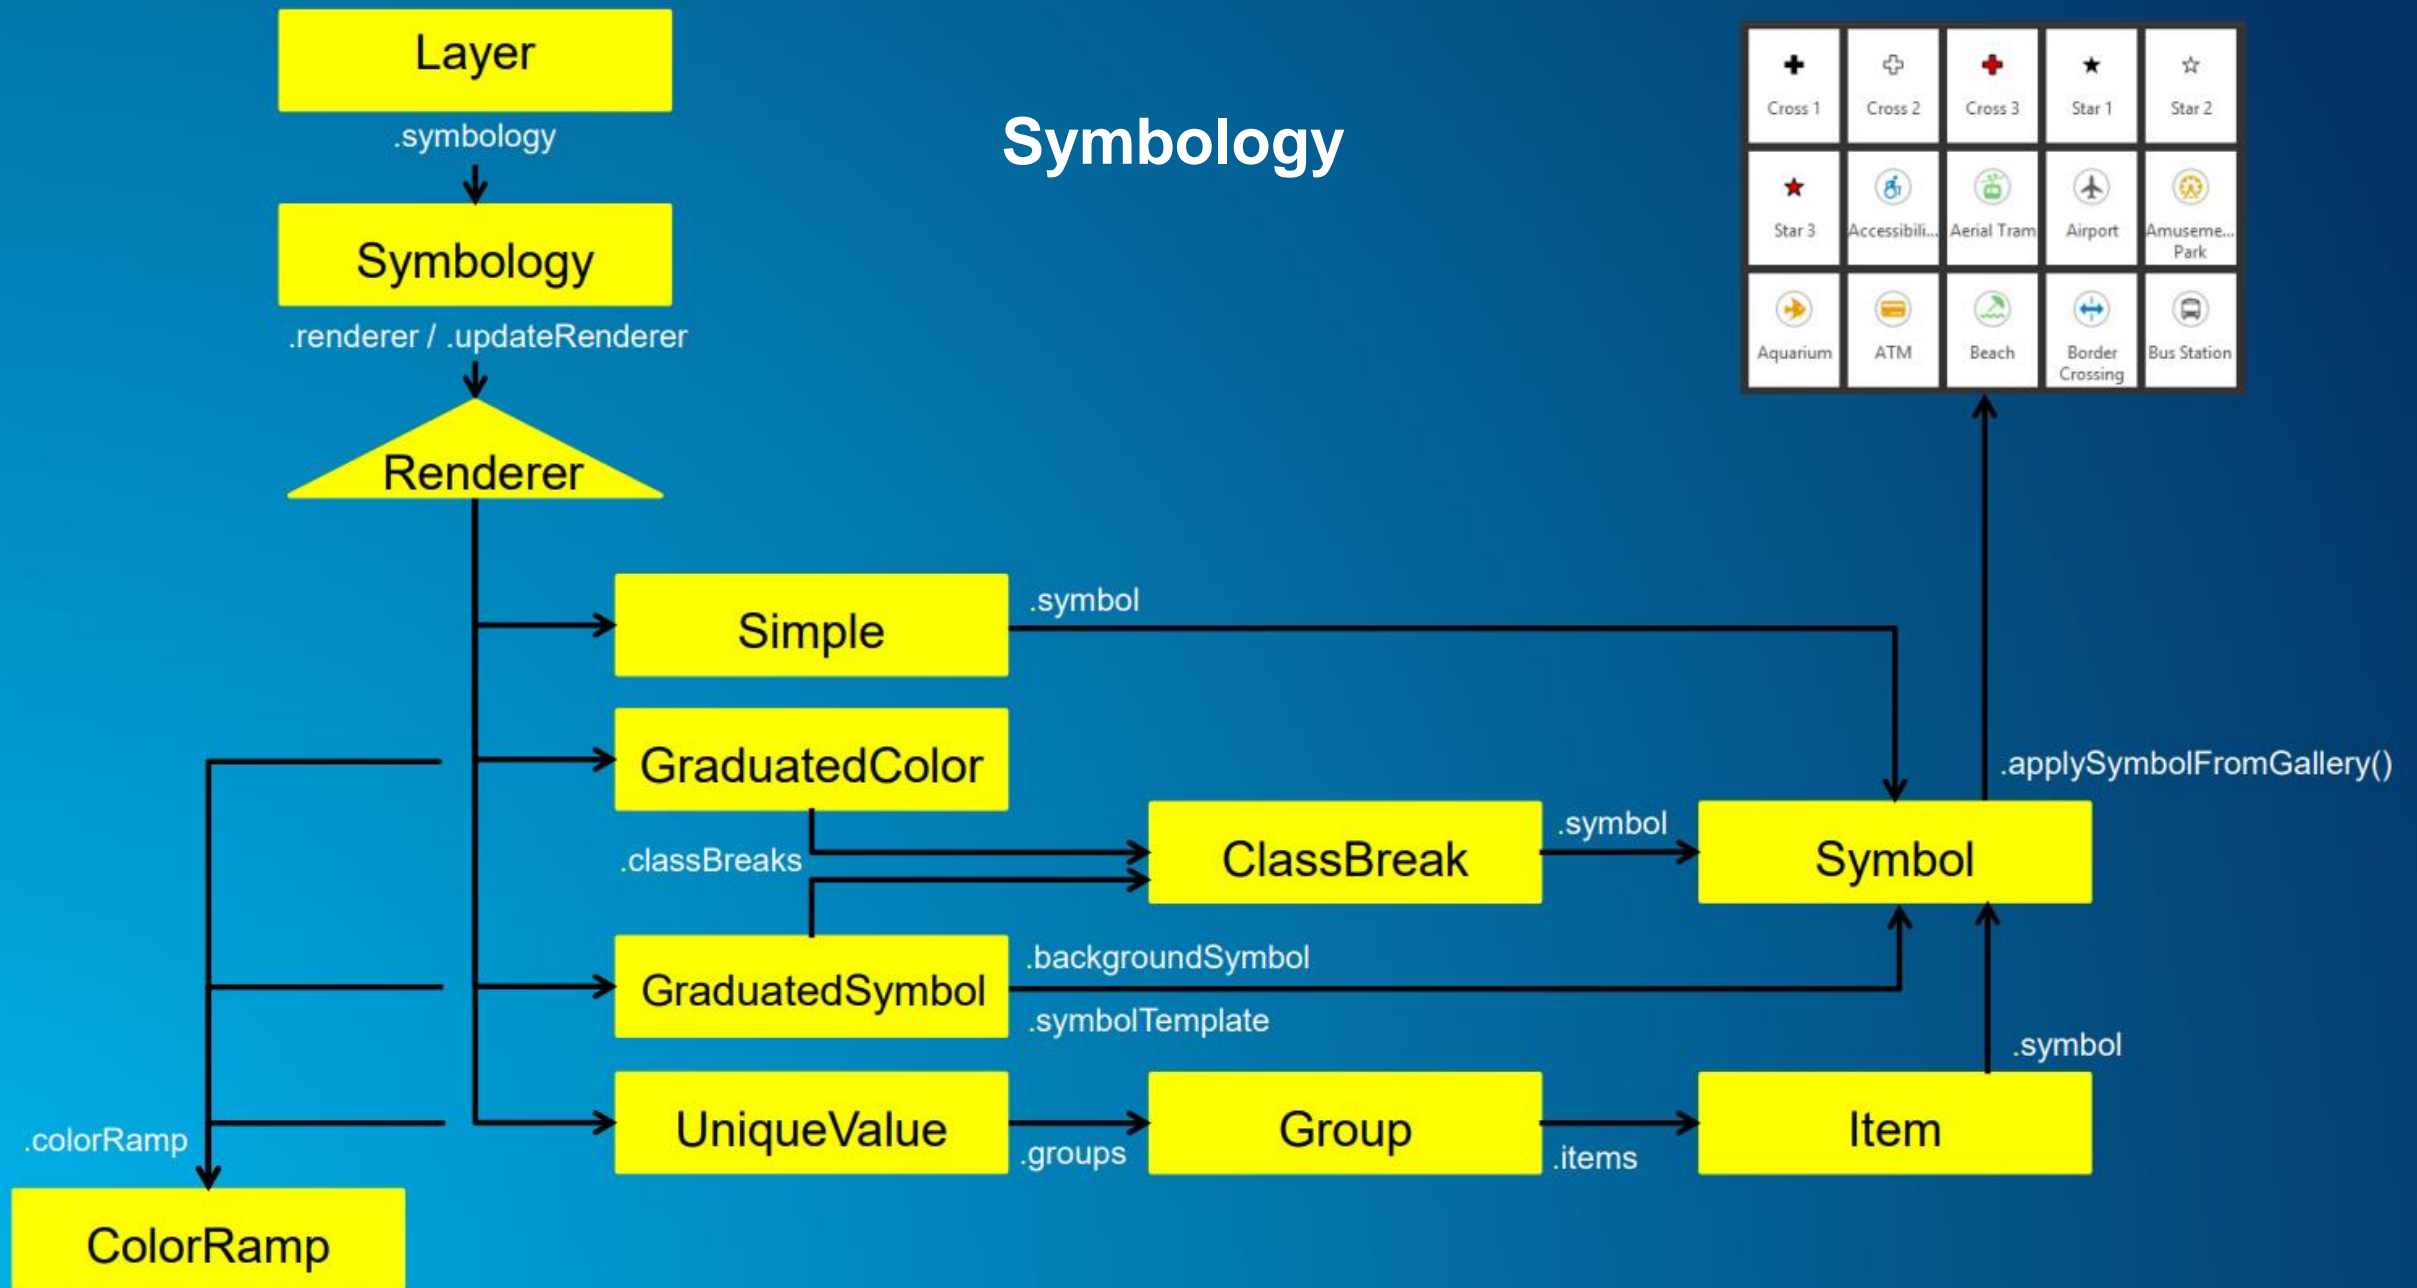 Layer
.symbology
Symbology
Symbology
.renderer / .updateRenderer
Renderer
Cross 1
Cross 2
Cross 3
Star 1
Star 2
Star 3
Accessibili...
Aerial Tram
Airport
Amuseme...
Park
Aquarium
ATM
Beach
Border
Crossing
Bus Station
Simple
.symbol
GraduatedColor
.applySymbolFromGallery()
.classBreaks
ClassBreak
.symbol
Symbol
GraduatedSymbol
.backgroundSymbol
.symbolTemplate
.symbol
UniqueValue
.groups
Group
.items
Item
.colorRamp
ColorRamp